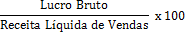 Lucro Bruto
Receita Líquida de Vendas
x 100